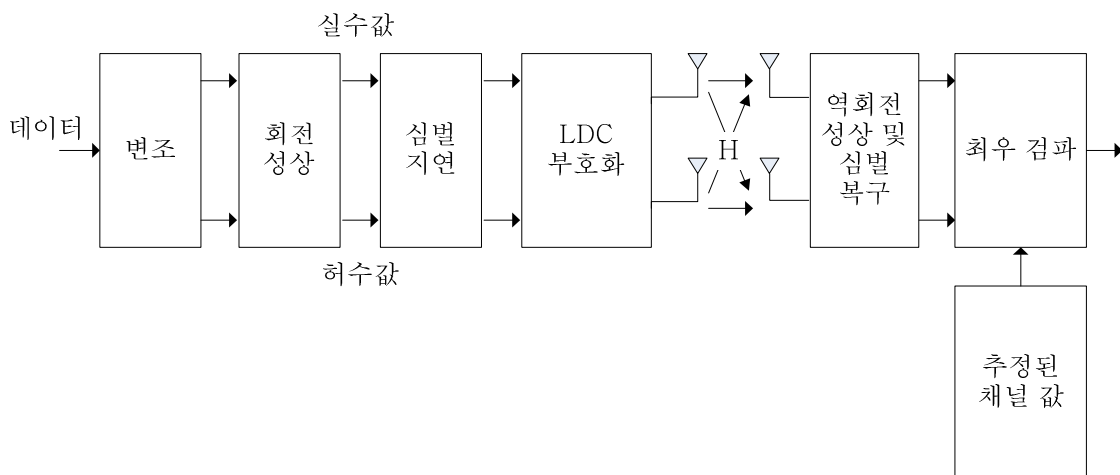 실수값
데이터
변조
회전
성상
심벌
지연
LDC
부호화
H
역회전
성상 및
심벌
복구
최우 검파
허수값
추정된
채널 값